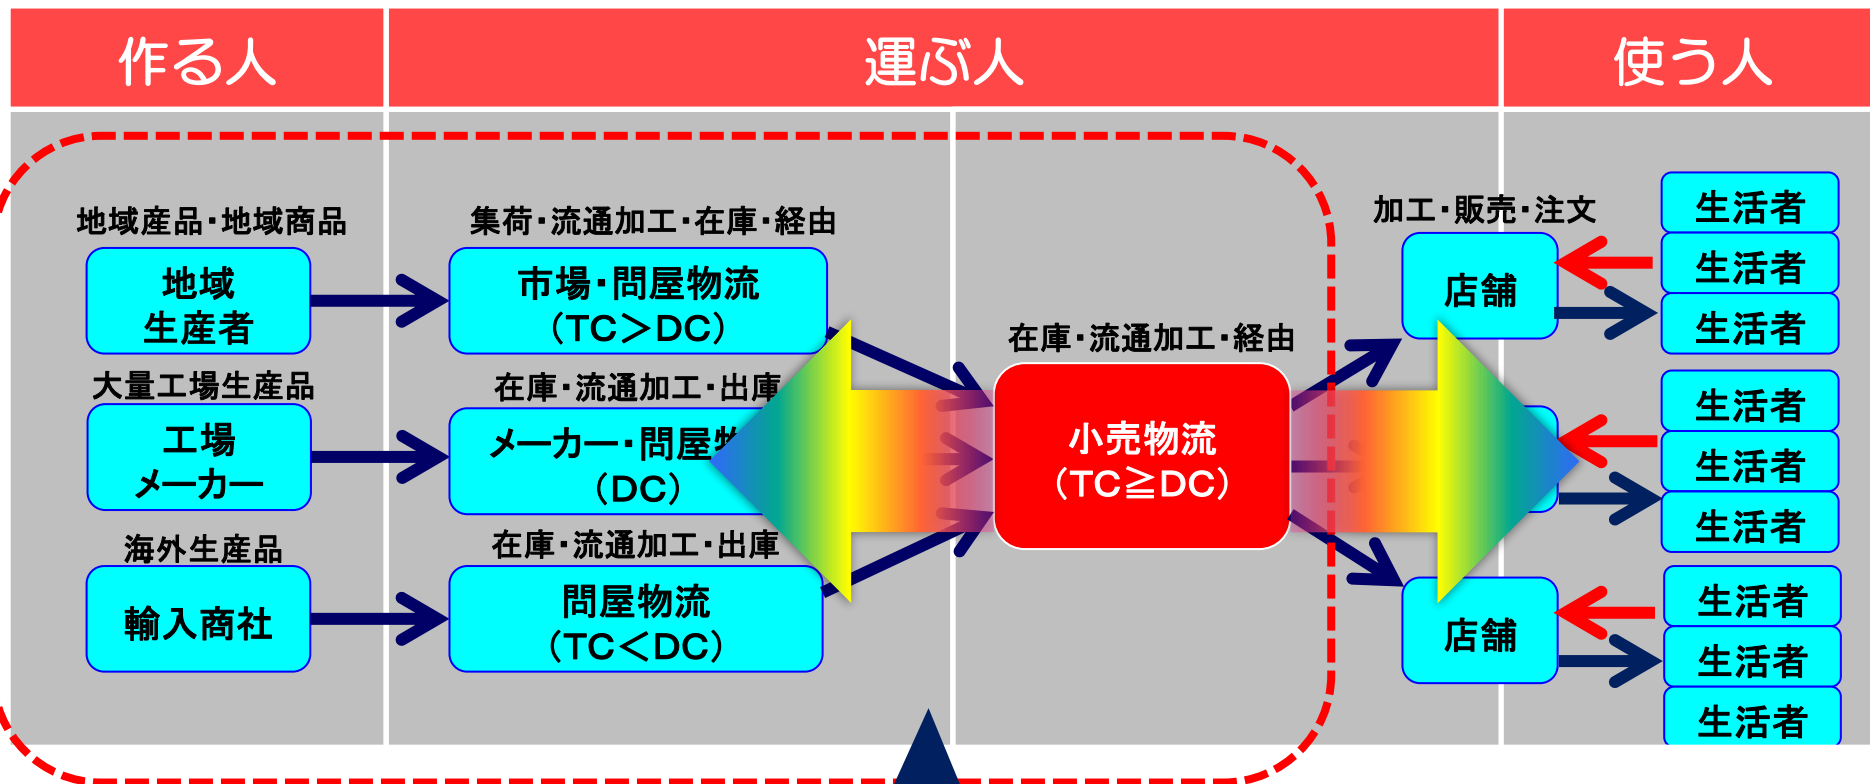 作る人
運ぶ人
使う人
地域産品・地域商品
地域
生産者
大量工場生産品
工場
メーカー
海外生産品
輸入商社
集荷・流通加工・在庫・経由
市場・問屋物流
（TC＞DC）
在庫・流通加工・出庫
メーカー・問屋物
（DC）
在庫・流通加工・出庫
問屋物流
（TC＜DC）
在庫・流通加工・経由
小売物流
（TC≧DC）
加工・販売・注文
店舗
店舗
生活者
生活者
生活者
生活者
生活者
生活者
生活者
生活者
生活者